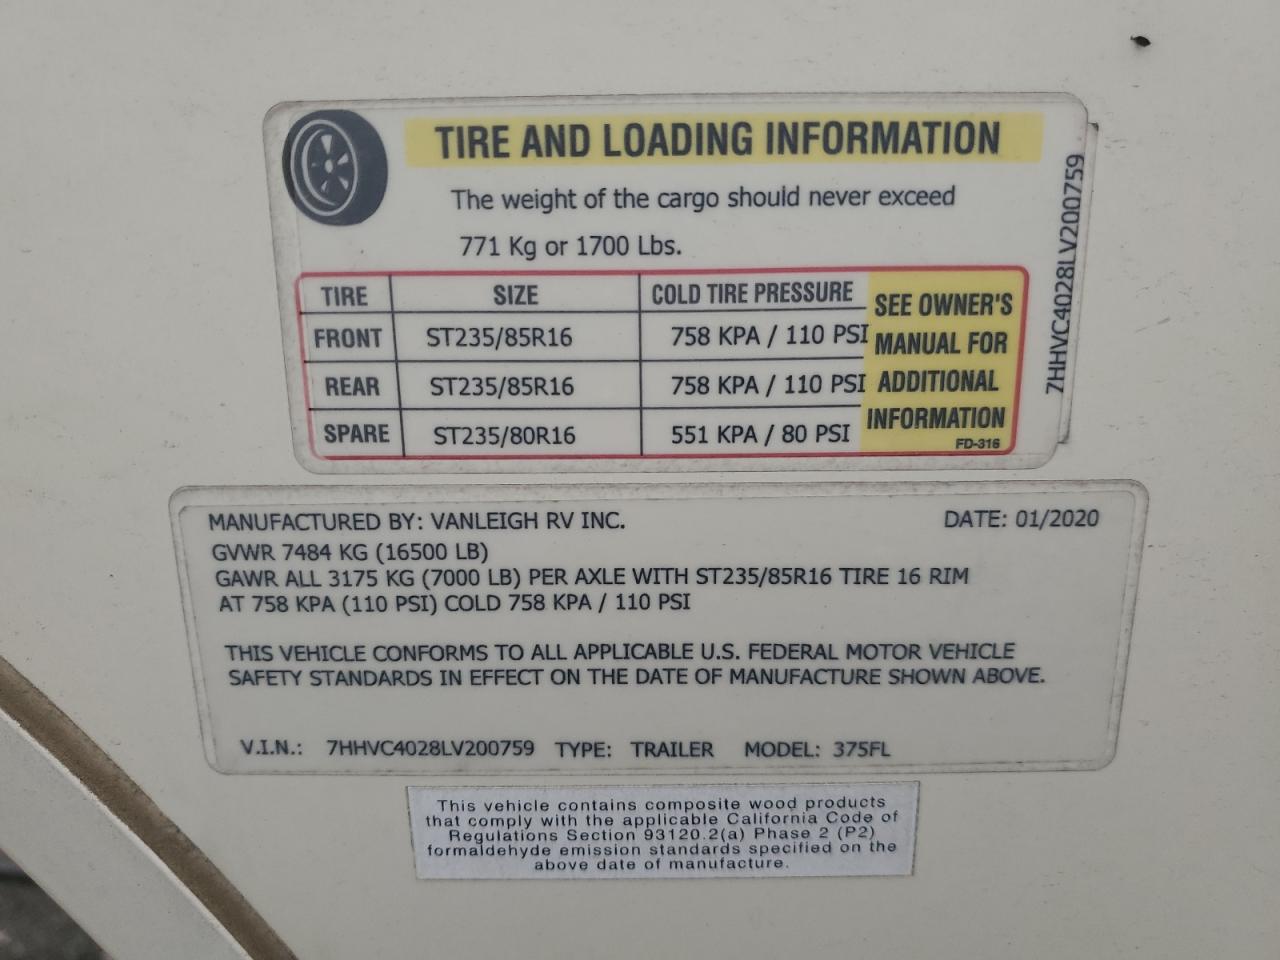 TIRE AND LOADING INFORMATION
The weight of the cargo should never exceed
771 Kg or 1700 Lbs.
TIRE SIZE COLD TIRE PRESSURE
FRONT ST235/85R16 758 KPA / 110 PSI
REAR ST235/85R16 758 KPA / 110 PSI
SPARE ST235/80R16 551 KPA / 80 PSI
SEE OWNER'S
MANUAL FOR
ADDITIONAL
INFORMATION
FD-316
7HHVC4028LV200759
MANUFACTURED BY: VANLEIGH RV INC. DATE: 01/2020
GVWR 7484 KG (16500 LB)
GAWR ALL 3175 KG (7000 LB) PER AXLE WITH ST235/85R16 TIRE 16 RIM
AT 758 KPA (110 PSI) COLD 758 KPA / 110 PSI
THIS VEHICLE CONFORMS TO ALL APPLICABLE U.S. FEDERAL MOTOR VEHICLE
SAFETY STANDARDS IN EFFECT ON THE DATE OF MANUFACTURE SHOWN ABOVE.
V.I.N.: 7HHVC4028LV200759 TYPE: TRAILER MODEL: 375FL
This vehicle contains composite wood products
that comply with the applicable California Code of
Regulations Section 93120.2(a) Phase 2 (P2)
formaldehyde emission standards specified on the
above date of manufacture.